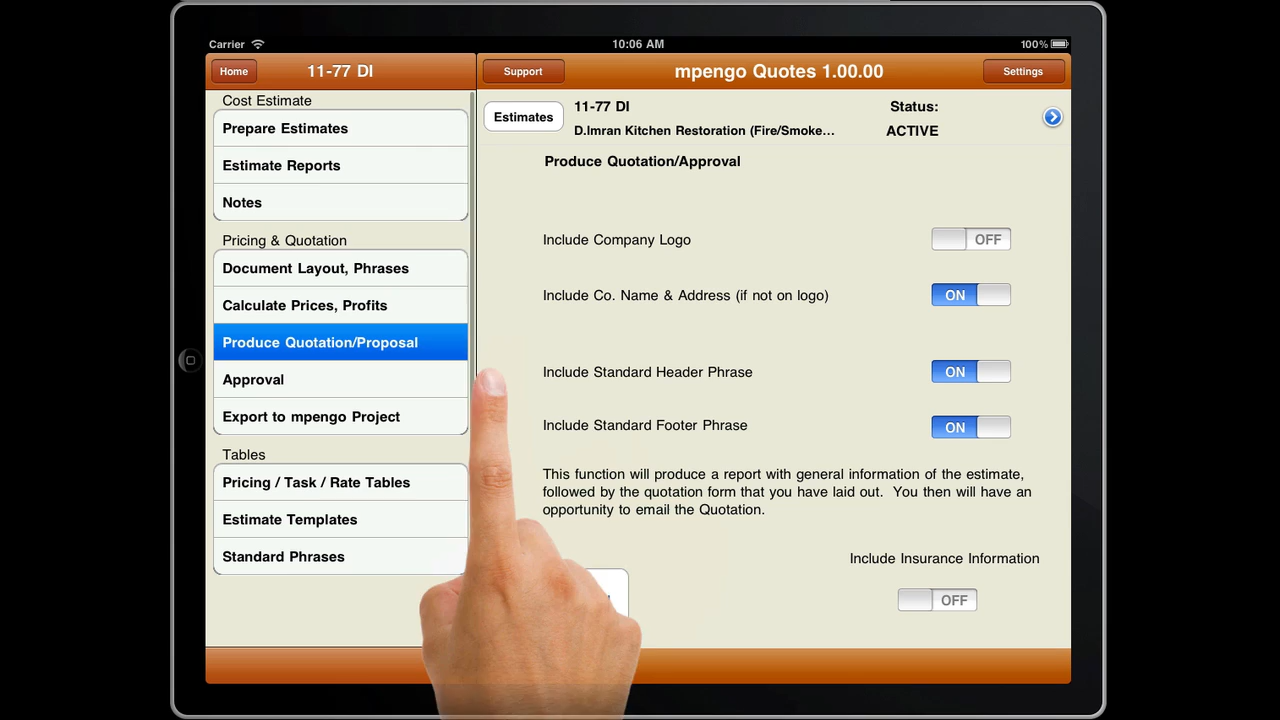 Carrier
10:06 AM
100%
Home
11-77 DI
Support
mpengo Quotes 1.00.00
Settings
Cost Estimate
Prepare Estimates
Estimate Reports
Notes
Pricing & Quotation
Document Layout, Phrases
Calculate Prices, Profits
Produce Quotation/Proposal
Approval
Export to mpengo Project
Tables
Pricing / Task / Rate Tables
Estimate Templates
Standard Phrases
Estimates
11-77 DI
D.Imran Kitchen Restoration (Fire/Smoke...
Status:
ACTIVE
Produce Quotation/Approval
Include Company Logo
OFF
Include Co. Name & Address (if not on logo)
ON
Include Standard Header Phrase
ON
Include Standard Footer Phrase
ON
This function will produce a report with general information of the estimate,
followed by the quotation form that you have laid out. You then will have an
opportunity to email the Quotation.
Include Insurance Information
OFF